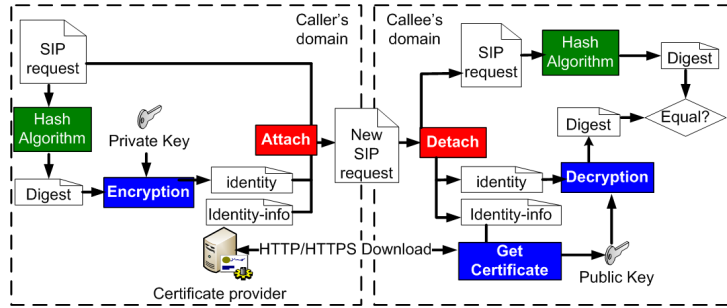 Caller's
domain
Callee's
domain
SIP
request
Hash
Algorithm
Private Key
Digest
Encryption
identity
Identity-info
Attach
New
SIP
request
Detach
SIP
request
Hash
Algorithm
Digest
Equal?
Digest
identity
Decryption
Identity-info
HTTP/HTTPS Download
Get
Certificate
Public Key
Certificate provider